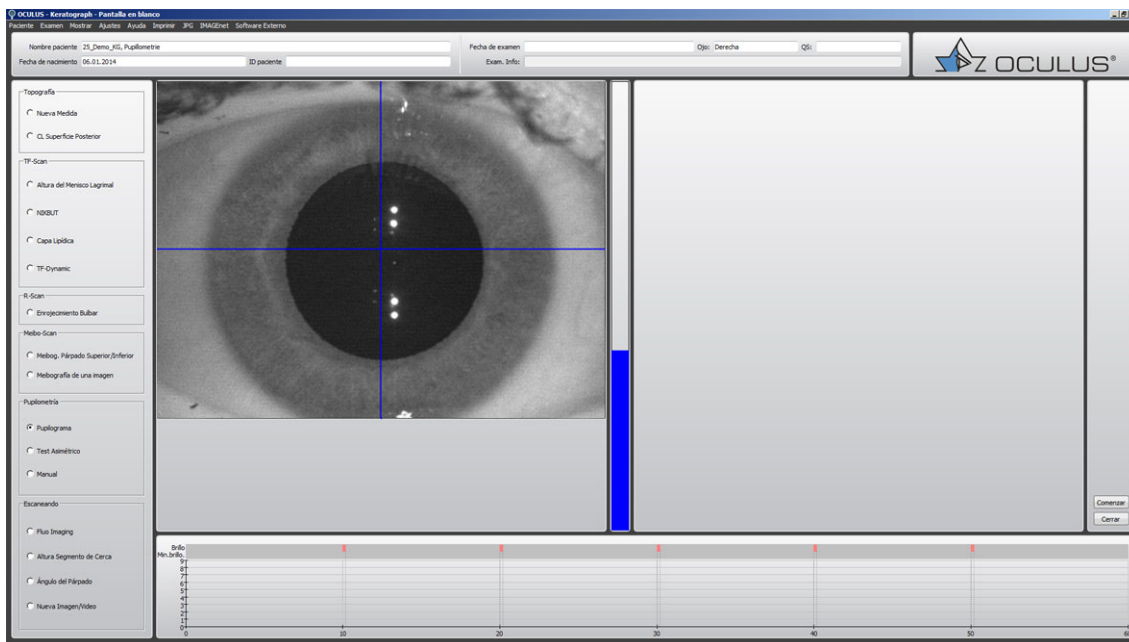 OCULUS - Keratograph - Pantalla en blanco
Paciente Examen Mostrar Ajustes Ayuda Imprimir JPG IMAGEnet Software Externo
Nombre paciente 25_Demo_KG, Pupillometrie
Fecha de examen Ojo: Derecha QS:
Fecha de nacimiento 06.01.2014 ID paciente
Exam. Info:
OCULUS®
Topografía
Nueva Medida
CL Superficie Posterior
TF-Scan
Altura del Menisco Lagrimal
NIKBUT
Capa Lipídica
TF-Dynamic
R-Scan
Enrojecimiento Bulbar
Meibo-Scan
Meibog. Párpado Superior/Inferior
Meibografía de una imagen
Pupilometría
Pupilograma
Test Asimétrico
Manual
Escaneando
Fluo Imaging
Altura Segmento de Cerca
Ángulo del Párpado
Nueva Imagen/Video
Comenzar
Cerrar
Brillo
Min.brillo.
9
8
7
6
5
4
3
2
1
0
0 10 20 30 40 50